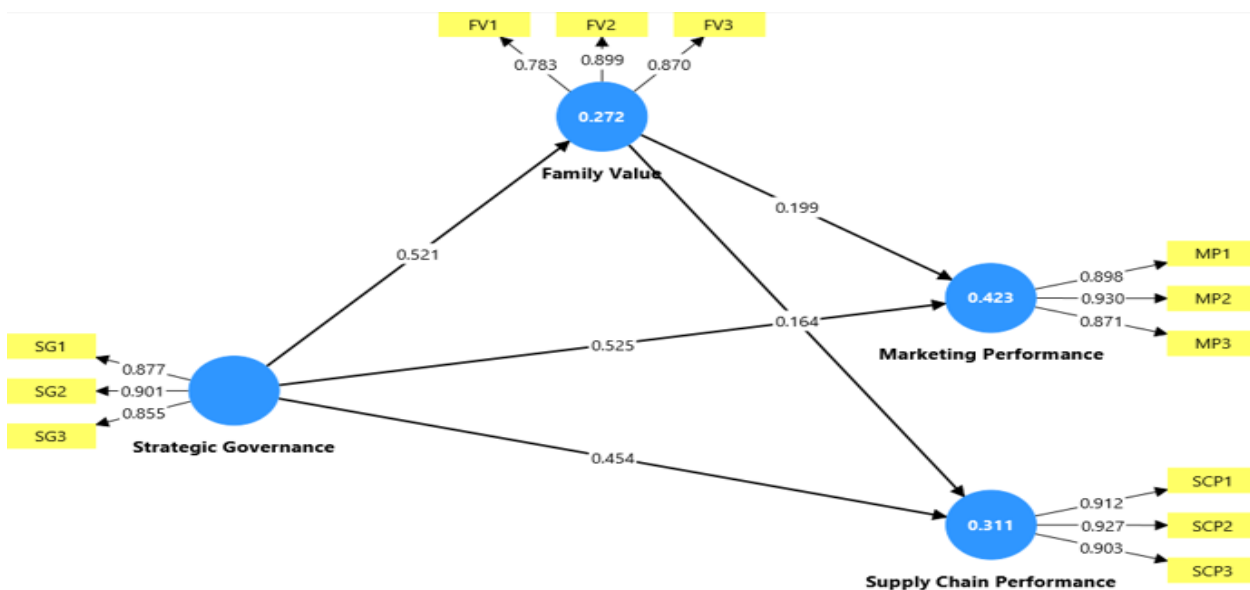 FV1 FV2 FV3
0.783 0.899 0.870
0.272
Family Value
0.199
0.521
MP1
0.898
0.423
0.930
MP2
0.164
0.871
0.525
MP3
SG1
Marketing Performance
0.877
SG2
0.901
0.855
SG3
Strategic Governance
0.454
SCP1
0.912
0.311
0.927
SCP2
0.903
SCP3
Supply Chain Performance